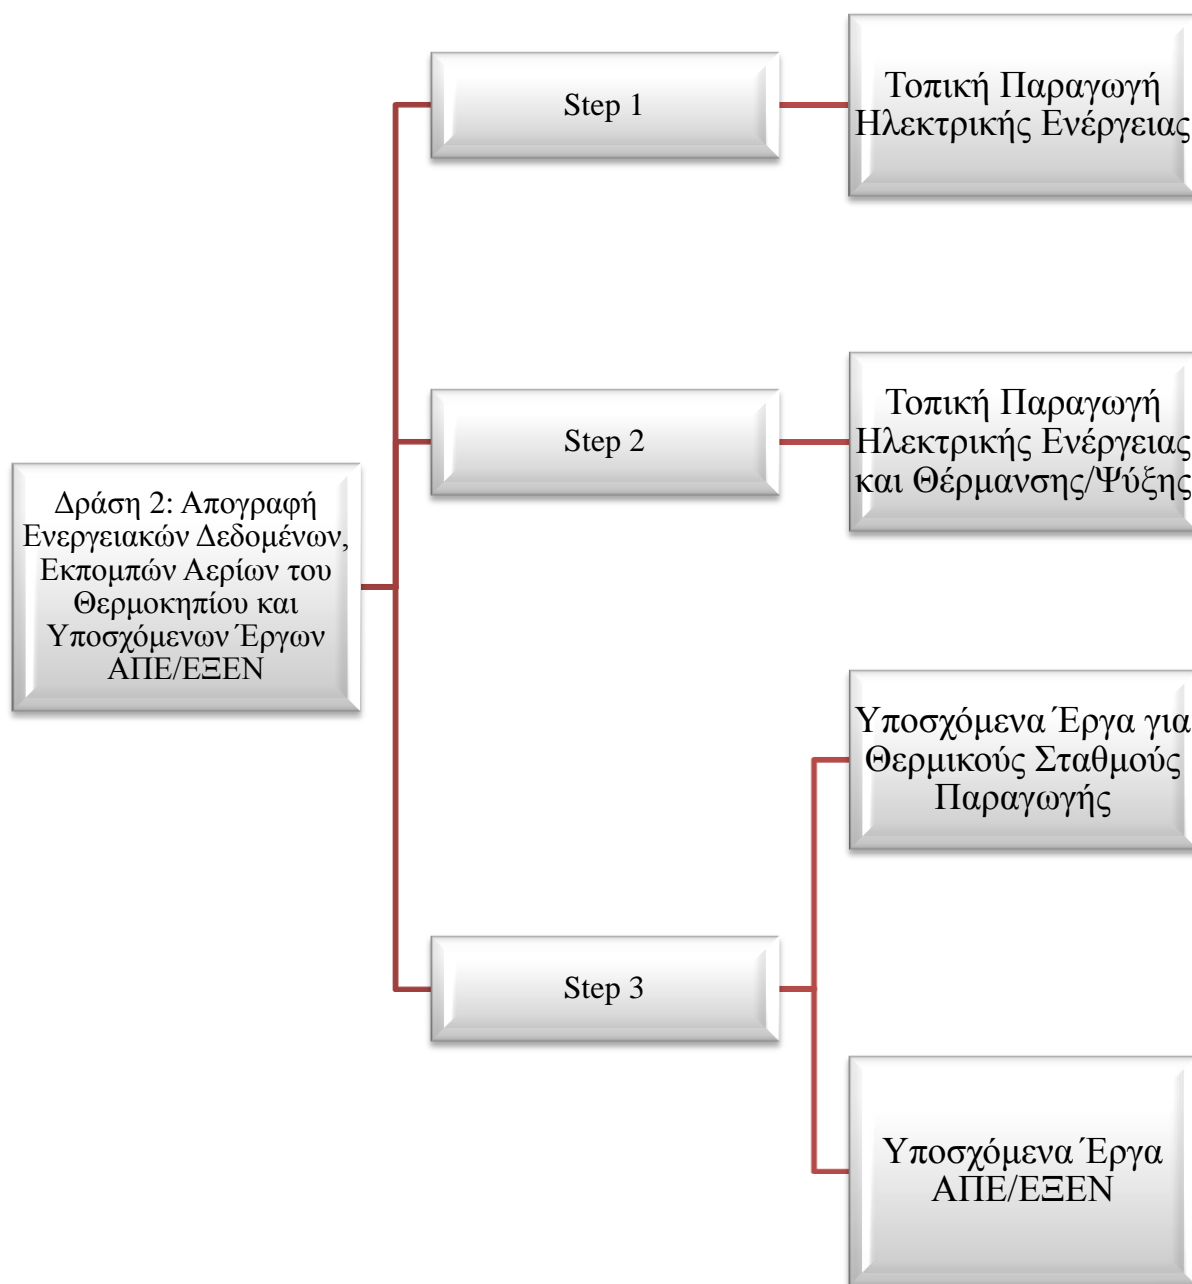 Δράση 2: Απογραφή
Ενεργειακών Δεδομένων,
Εκπομπών Αερίων του
Θερμοκηπίου και
Υποσχόμενων Έργων
ΑΠΕ/ΕΞΕΝ
Step 1
Τοπική Παραγωγή
Ηλεκτρικής Ενέργειας
Step 2
Τοπική Παραγωγή
Ηλεκτρικής Ενέργειας
και Θέρμανσης/Ψύξης
Step 3
Υποσχόμενα Έργα για
Θερμικούς Σταθμούς
Παραγωγής
Υποσχόμενα Έργα
ΑΠΕ/ΕΞΕΝ